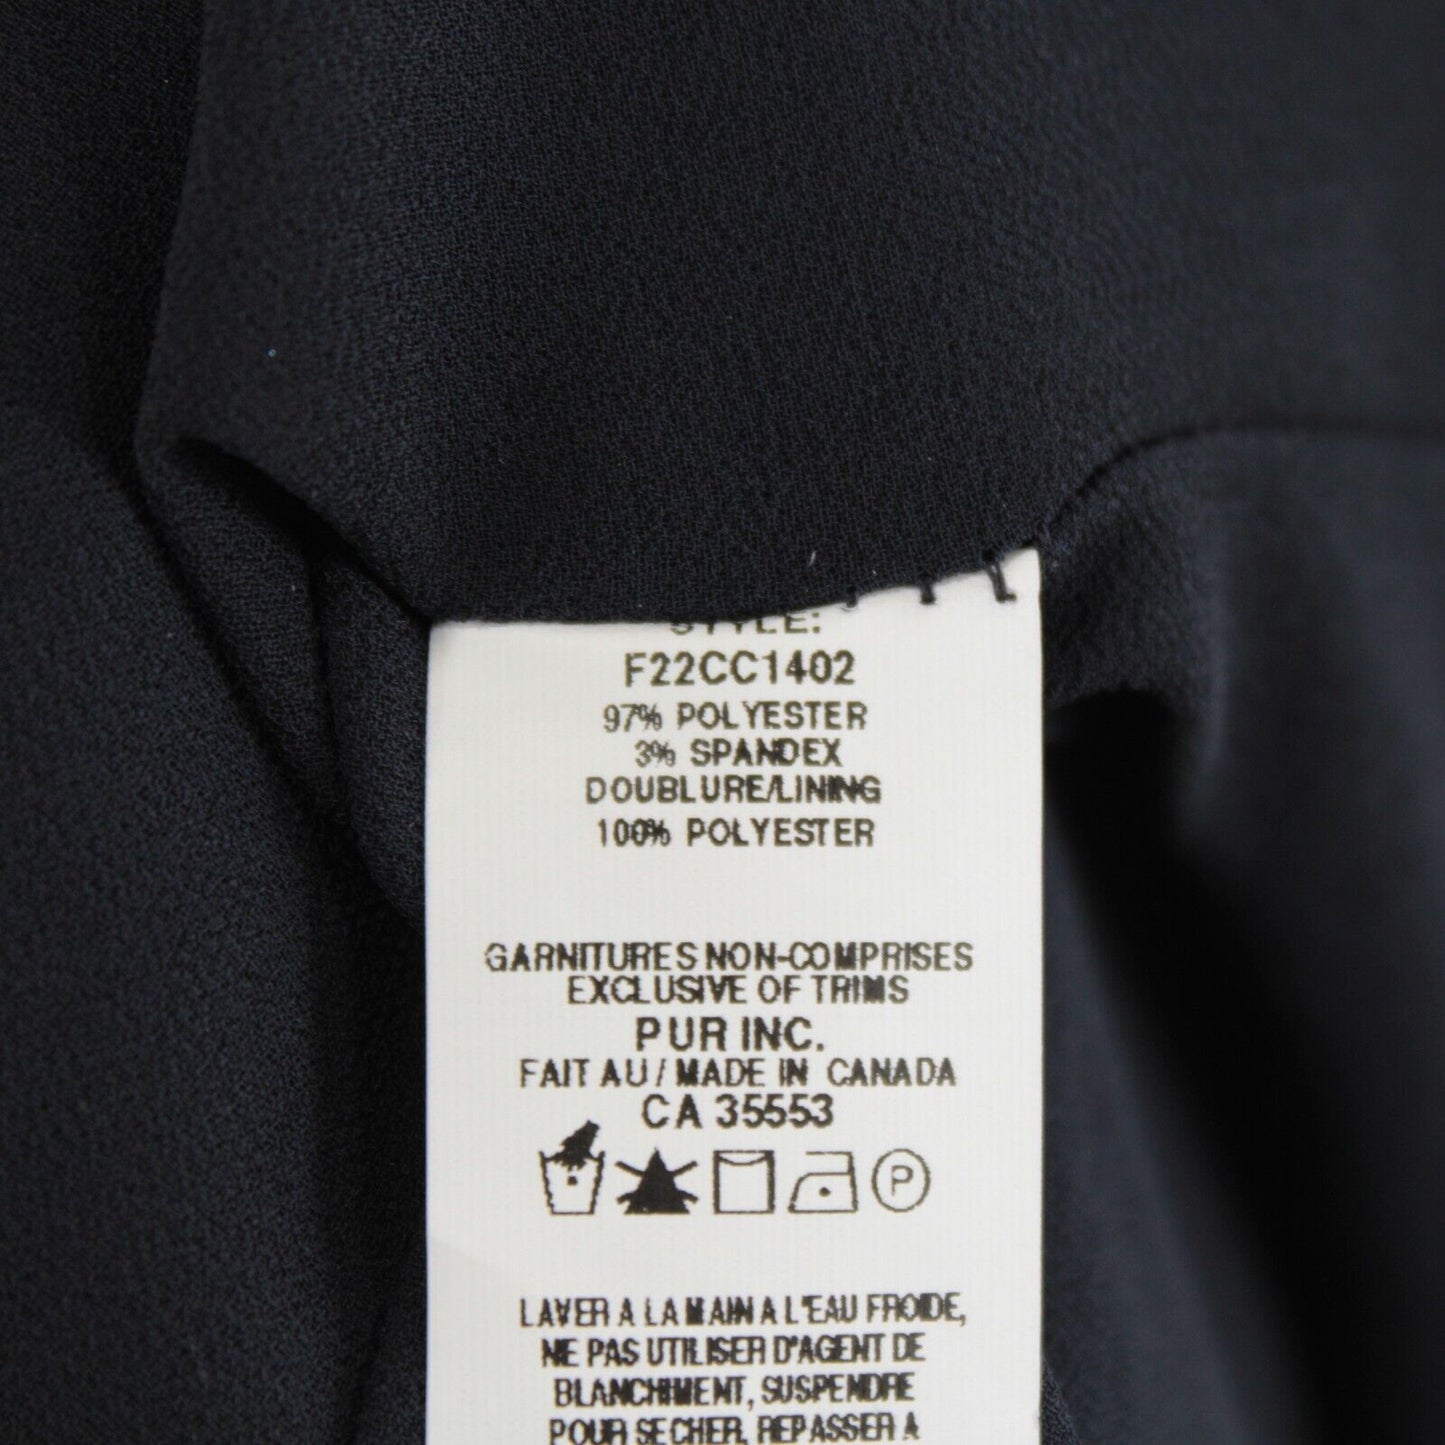 STYLE:
F22CC1402
97% POLYESTER
3% SPANDEX
DOUBLURE/LINING
100% POLYESTER
GARNITURES NON-COMPRISES
EXCLUSIVE OF TRIMS
PUR INC.
FAIT AU / MADE IN CANADA
CA 35553
P
LAVER A LA MAIN A L'EAU FROIDE,
NE PAS UTILISER D'AGENT DE
BLANCHIMENT, SUSPENDRE
POUR SECHER, REPASSER A